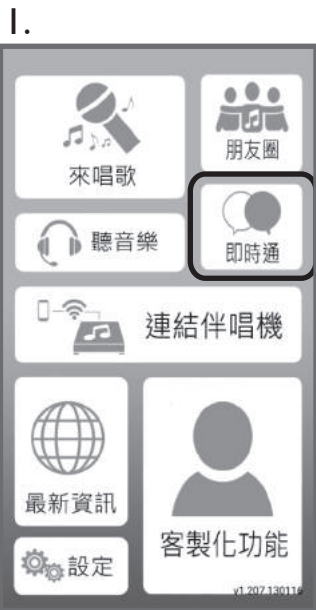 1.
來唱歌
朋友圈
聽音樂
即時通
連結伴唱機
最新資訊
客製化功能
設定
v1.207.130116